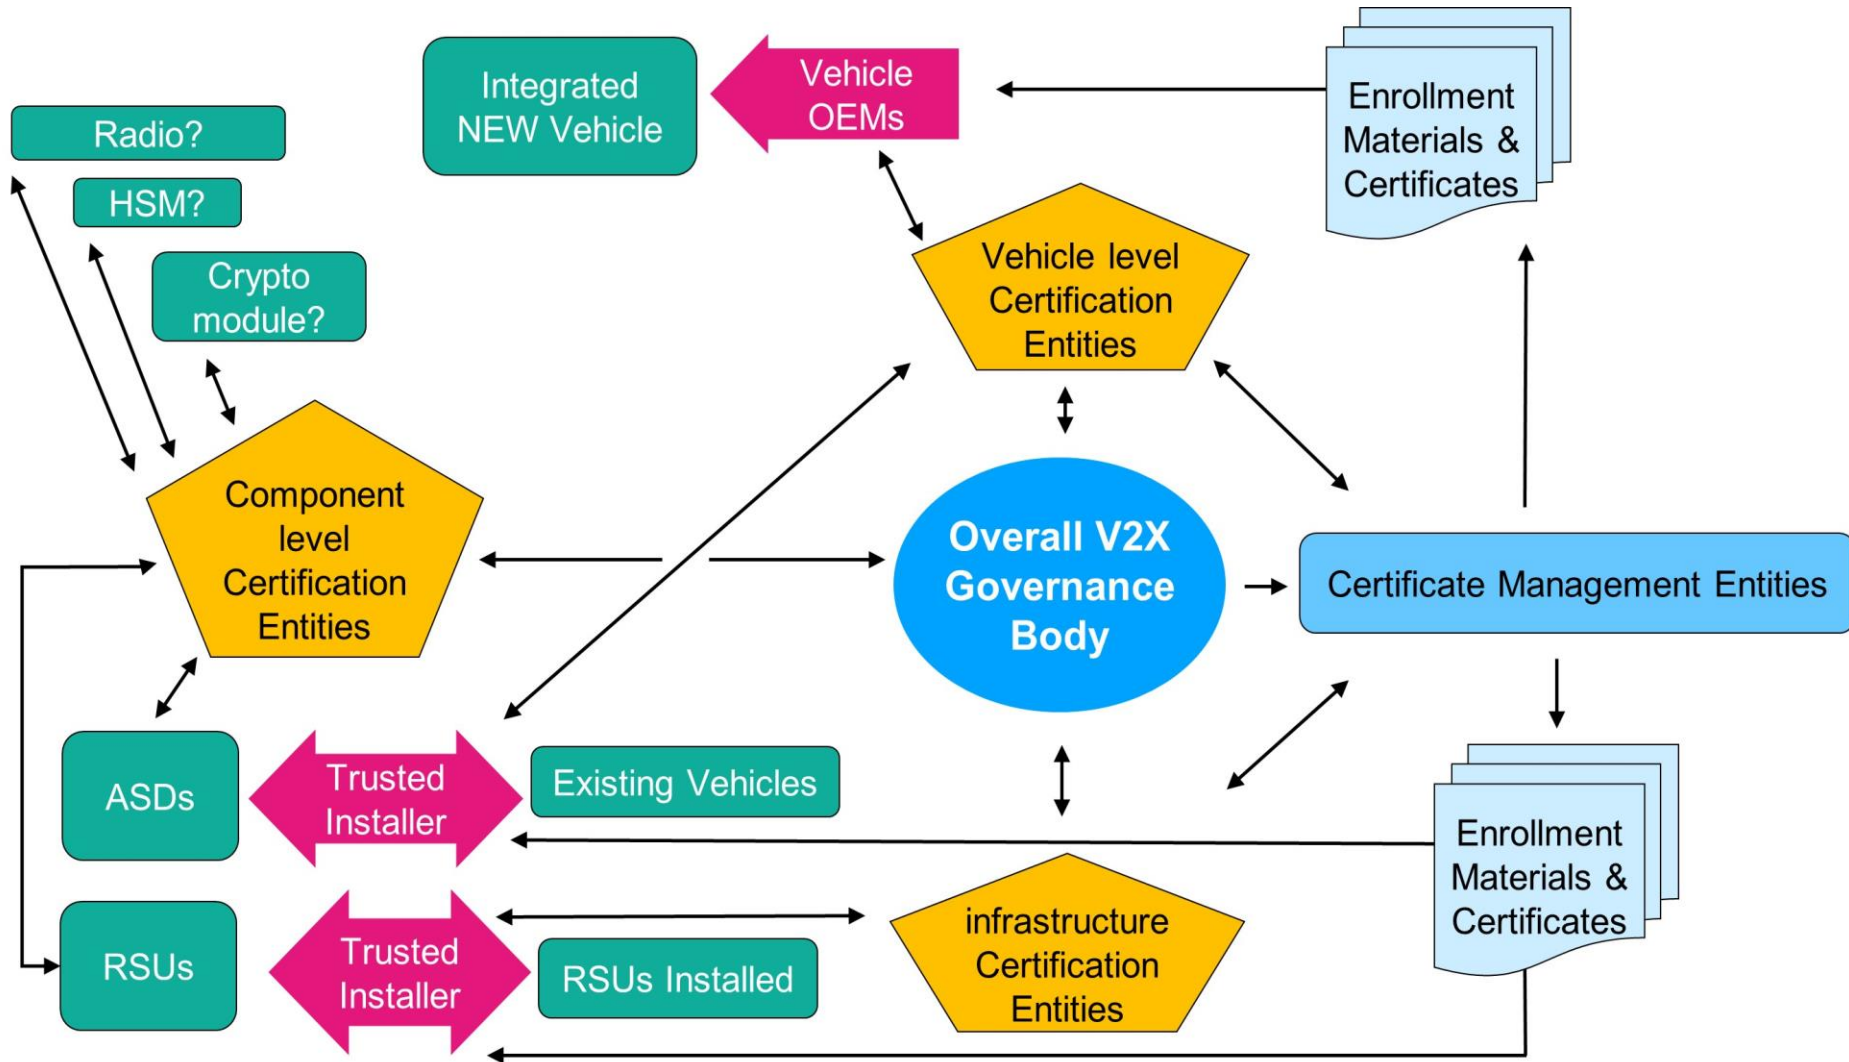 Integrated
NEW Vehicle
Vehicle
OEMs
Enrollment
Materials &
Certificates
Radio?
HSM?
Crypto
module?
Vehicle level
Certification
Entities
Component
level
Certification
Entities
Overall V2X
Governance
Body
Certificate Management Entities
ASDs
Trusted
Installer
Existing Vehicles
Enrollment
Materials &
Certificates
RSUs
Trusted
Installer
RSUs Installed
infrastructure
Certification
Entities